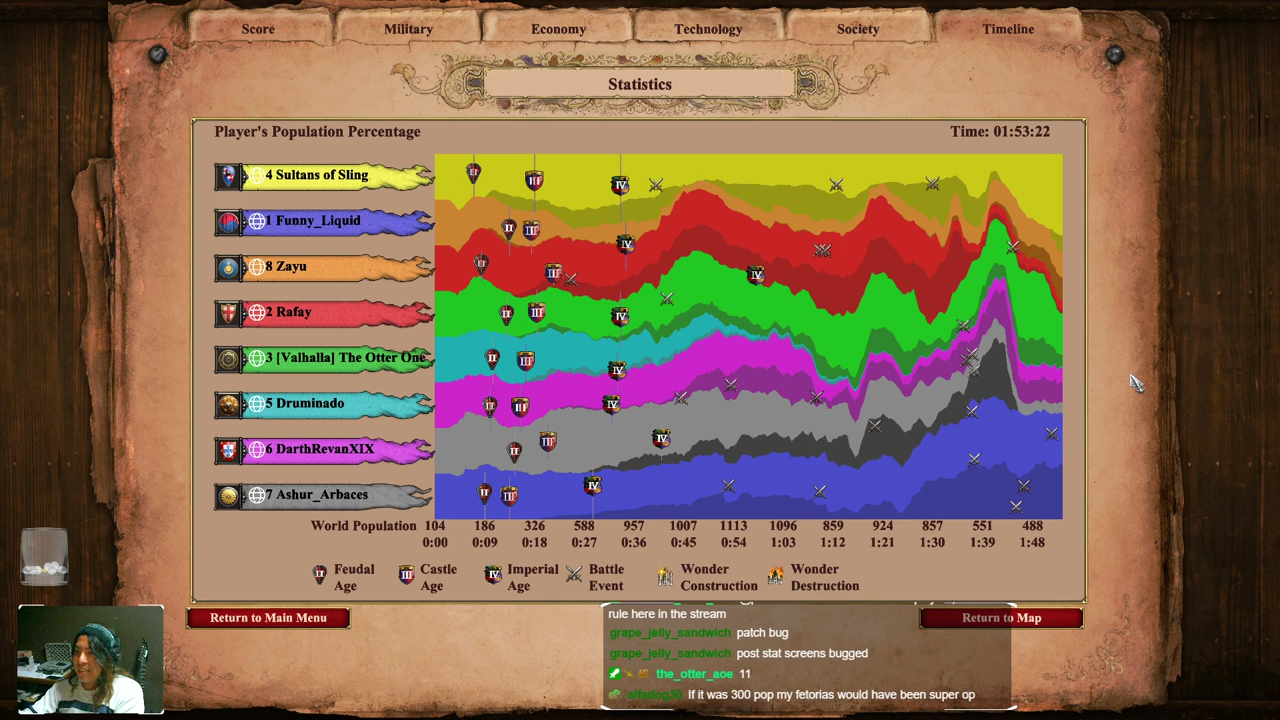 Score Military Economy Technology Society Timeline
Statistics
Player's Population Percentage
Time: 01:53:22
4 Sultans of Sling
1 Funny_Liquid
8 Zayu
2 Rafay
3 [Valhalla] The Otter One
5 Druminado
6 DarthRevanXIX
7 Ashur_Arbaces
World Population 104 186 326 588 957 1007 1113 1096 859 924 857 551 488
0:00 0:09 0:18 0:27 0:36 0:45 0:54 1:03 1:12 1:21 1:30 1:39 1:48
II Feudal Age
III Castle Age
IV Imperial Age
Battle Event
Wonder Construction
Wonder Destruction
Return to Main Menu
Return to Map
rule here in the stream
grape_jelly_sandwich patch bug
grape_jelly_sandwich post stat screens bugged
the_otter_aoe 11
alfadog30 If it was 300 pop my fetorias would have been super op